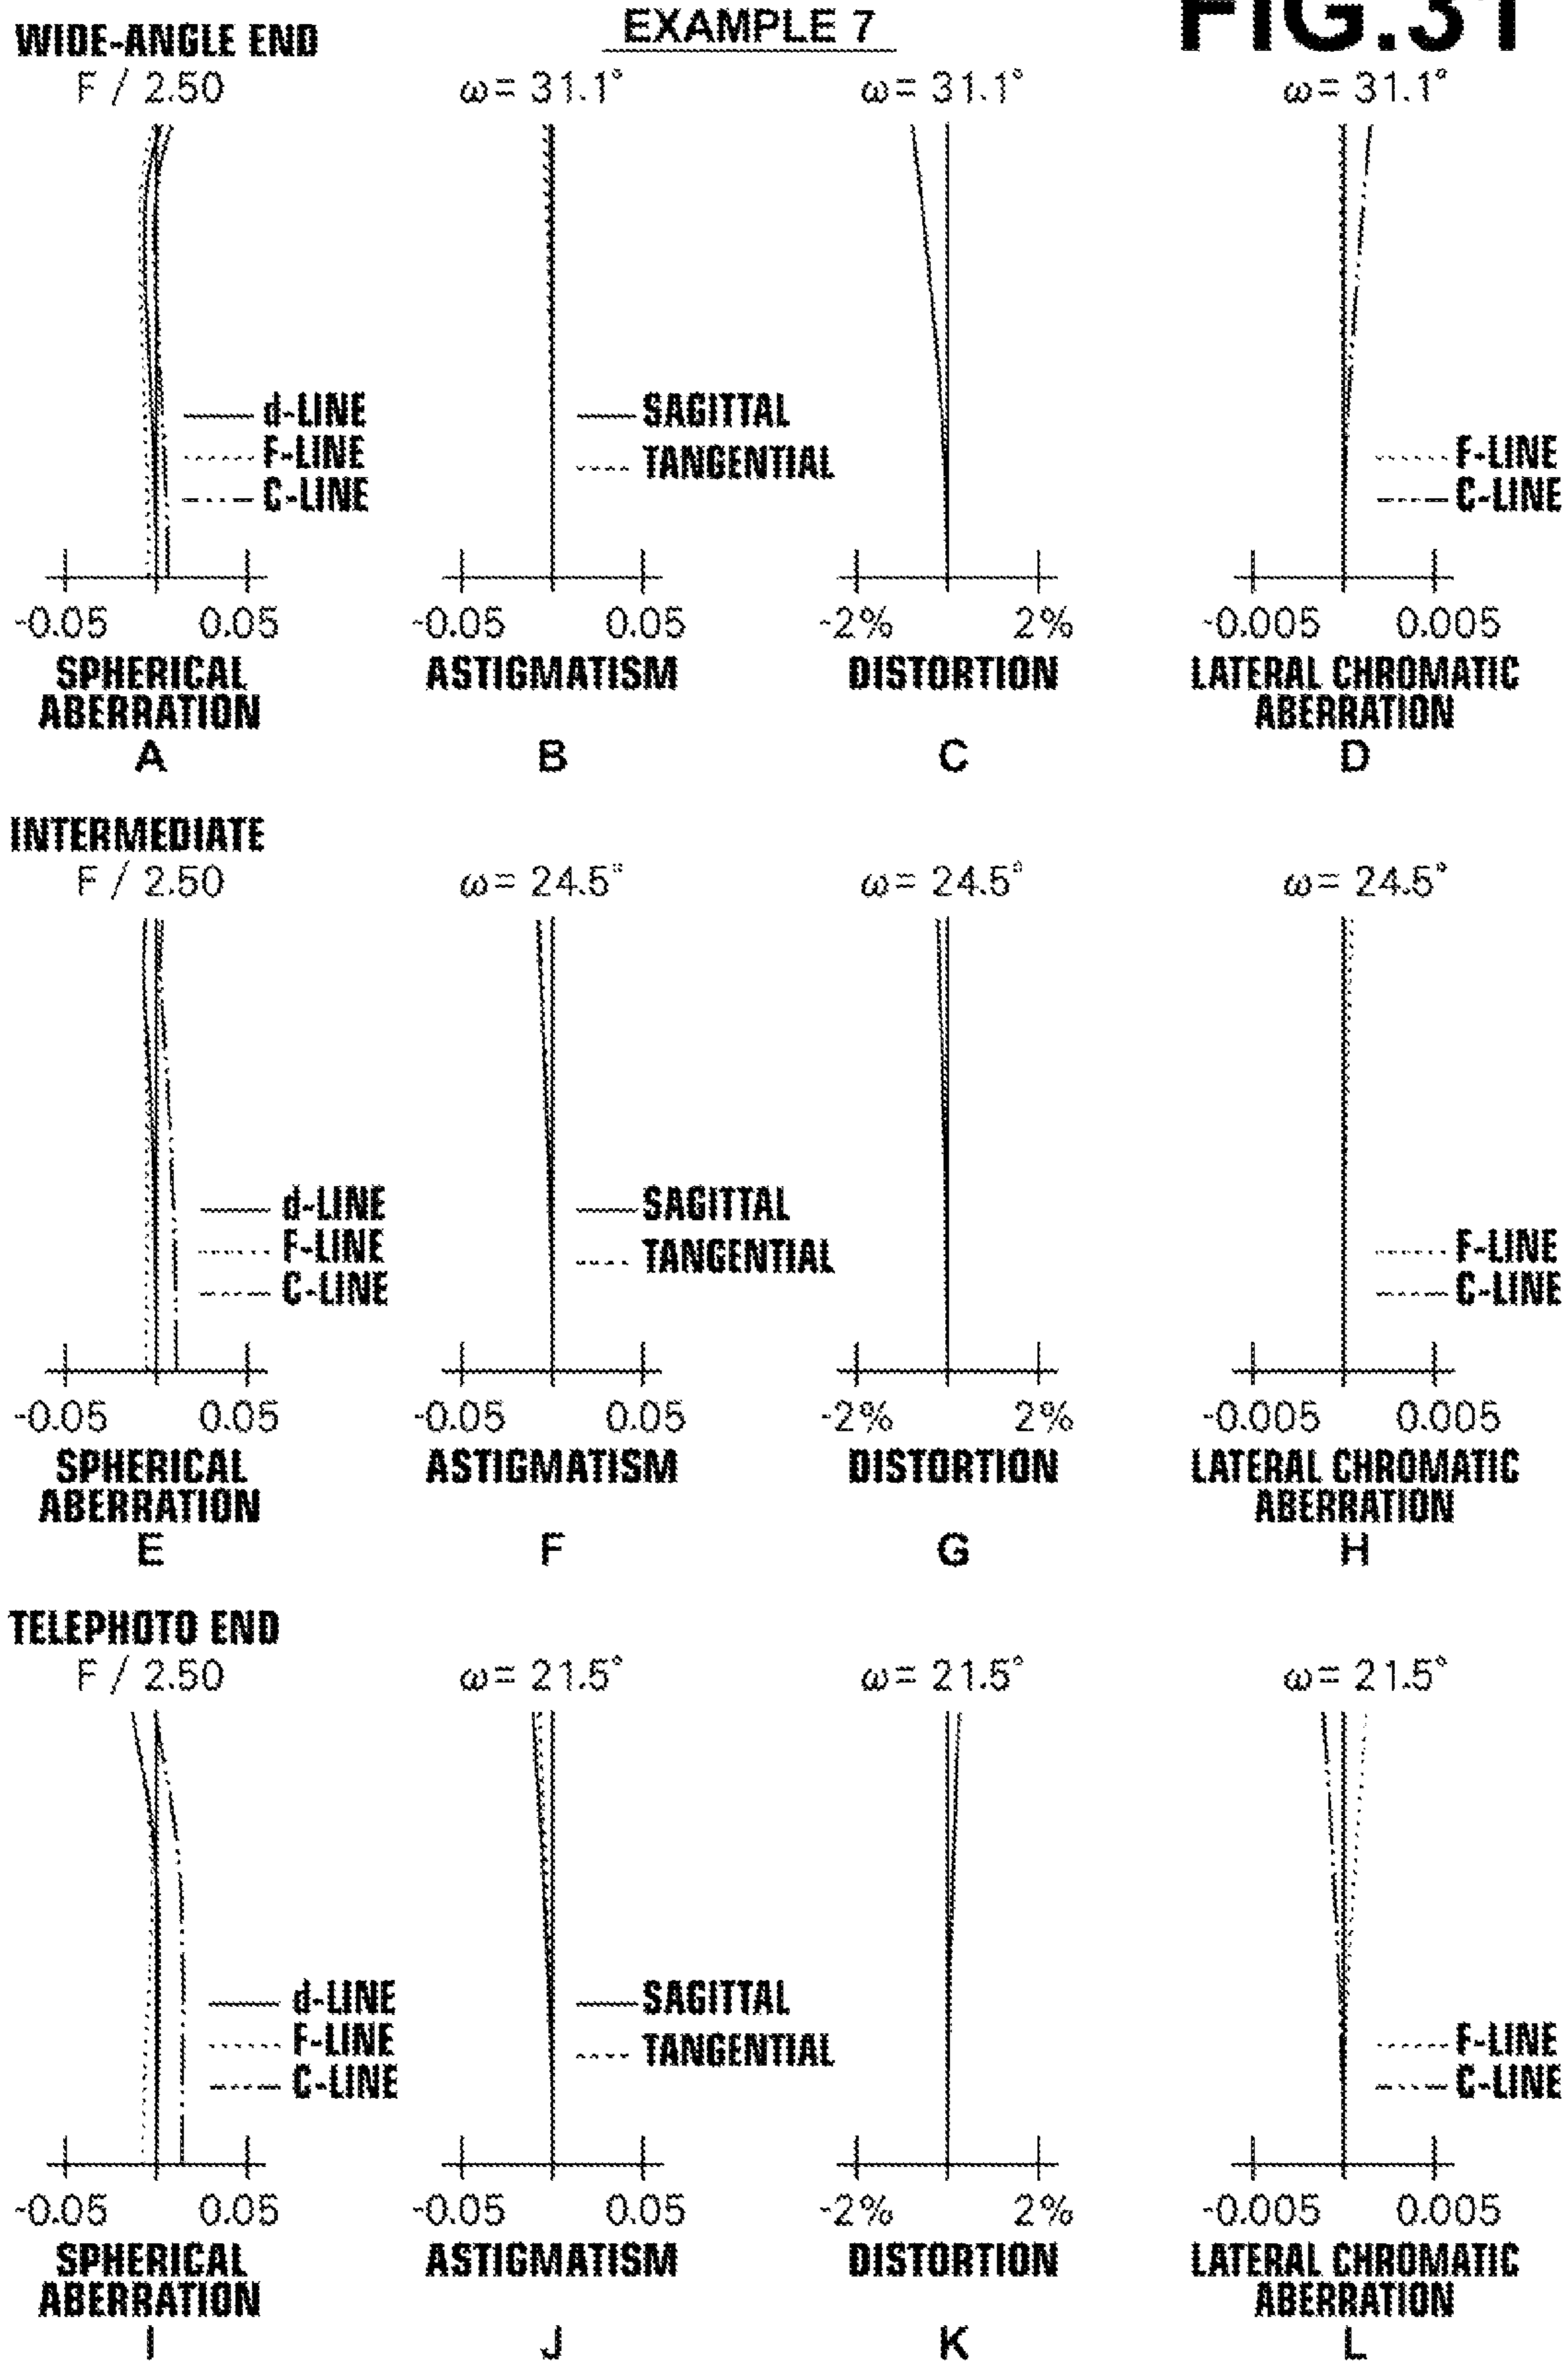 EXAMPLE 7
FIG.31
WIDE-ANGLE END
F / 2.50
ω= 31.1°
ω= 31.1°
ω= 31.1°
d-LINE
F-LINE
C-LINE
SAGITTAL
TANGENTIAL
F-LINE
C-LINE
-0.05 0.05
-0.05 0.05
-2% 2%
-0.005 0.005
SPHERICAL
ABERRATION
ASTIGMATISM
DISTORTION
LATERAL CHROMATIC
ABERRATION
A
B
C
D
INTERMEDIATE
F / 2.50
ω= 24.5°
ω= 24.5°
ω= 24.5°
d-LINE
F-LINE
C-LINE
SAGITTAL
TANGENTIAL
F-LINE
C-LINE
-0.05 0.05
-0.05 0.05
-2% 2%
-0.005 0.005
SPHERICAL
ABERRATION
ASTIGMATISM
DISTORTION
LATERAL CHROMATIC
ABERRATION
E
F
G
H
TELEPHOTO END
F / 2.50
ω= 21.5°
ω= 21.5°
ω= 21.5°
d-LINE
F-LINE
C-LINE
SAGITTAL
TANGENTIAL
F-LINE
C-LINE
-0.05 0.05
-0.05 0.05
-2% 2%
-0.005 0.005
SPHERICAL
ABERRATION
ASTIGMATISM
DISTORTION
LATERAL CHROMATIC
ABERRATION
I
J
K
L